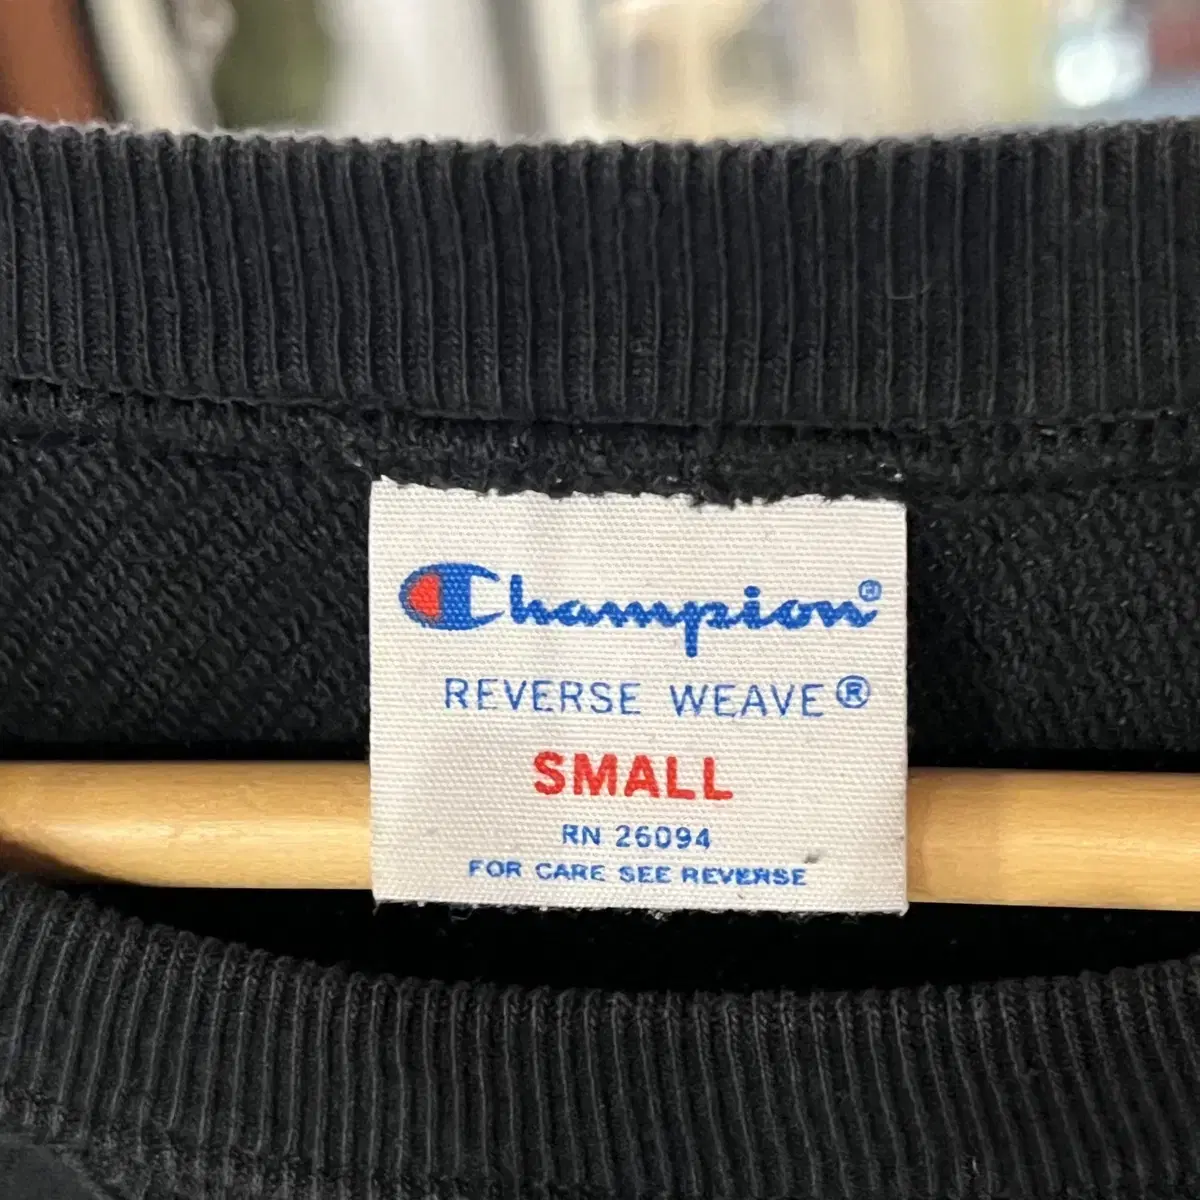 Champion®
REVERSE WEAVE®
SMALL
RN 26094
FOR CARE SEE REVERSE